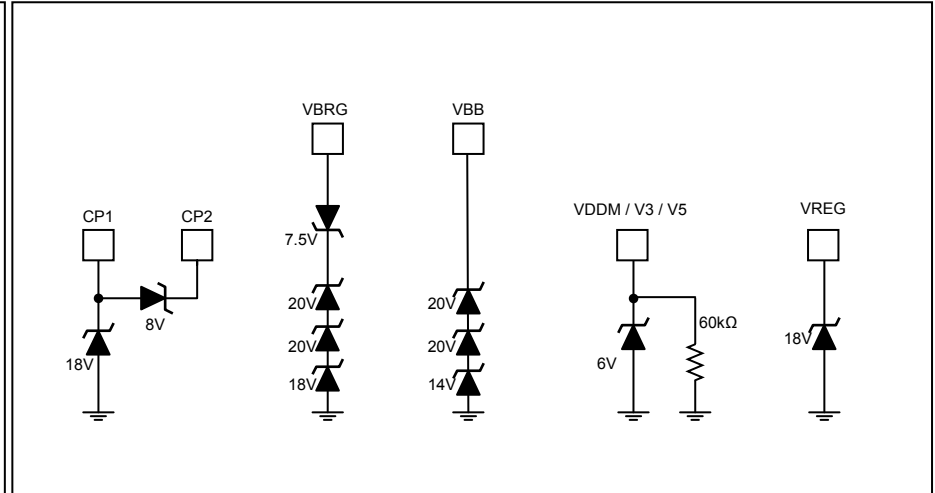 VBRG
VBB
CP1
CP2
VDDM / V3 / V5
VREG
7.5V
8V
20V
20V
60kΩ
20V
20V
18V
18V
6V
18V
14V